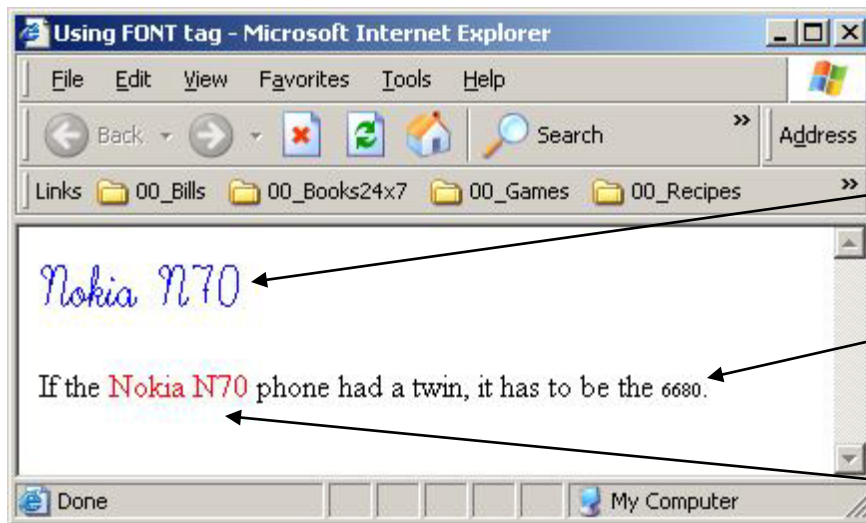 Using FONT tag - Microsoft Internet Explorer
File Edit View Favorites Tools Help
Back Search » Address
Links 00_Bills 00_Books24x7 00_Games 00_Recipes »
Nokia N70
If the Nokia N70 phone had a twin, it has to be the 6680.
Done My Computer